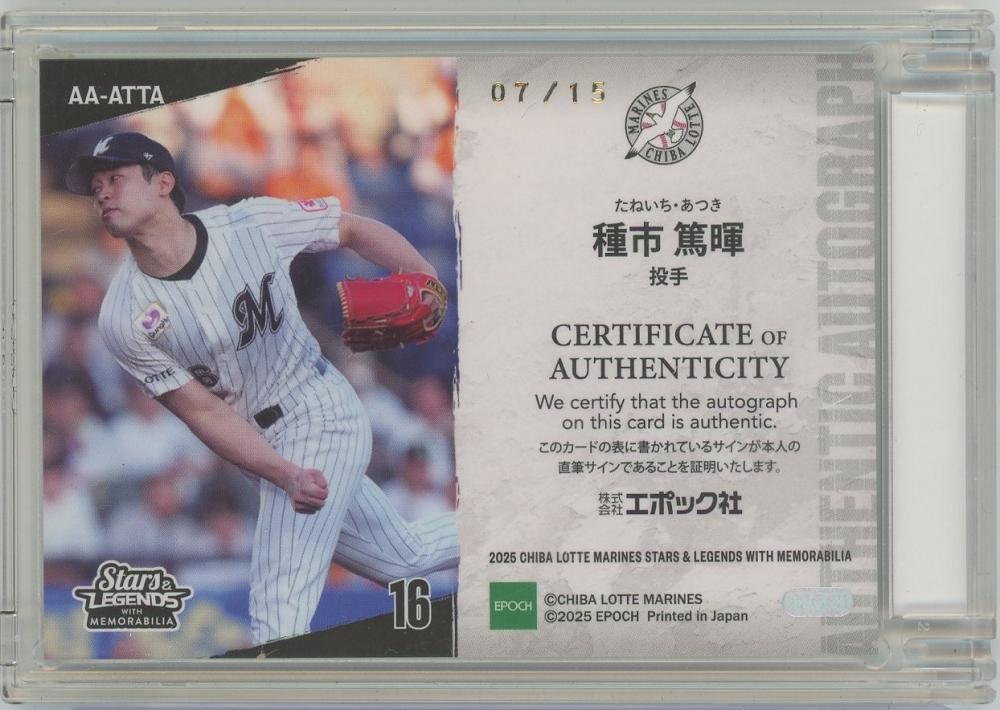 AA-ATTA
07/15
MARINES
CHIBA LOTTE
たねいち・あつき
種市 篤暉
投手
CERTIFICATE OF
AUTHENTICITY
We certify that the autograph
on this card is authentic.
このカードの表に書かれているサインが本人の
直筆サインであることを証明いたします。
株式会社エポック社
2025 CHIBA LOTTE MARINES STARS & LEGENDS WITH MEMORABILIA
EPOCH
©CHIBA LOTTE MARINES
©2025 EPOCH Printed in Japan
AUTHENTIC AUTOGRAPH
M
M
LOTTE
Stars &
LEGENDS
WITH
MEMORABILIA
16